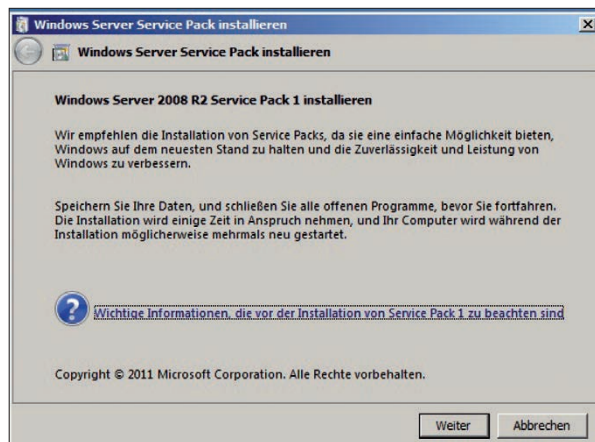 Windows Server Service Pack installieren
Windows Server Service Pack installieren
Windows Server 2008 R2 Service Pack 1 installieren
Wir empfehlen die Installation von Service Packs, da sie eine einfache Möglichkeit bieten,
Windows auf dem neuesten Stand zu halten und die Zuverlässigkeit und Leistung von
Windows zu verbessern.
Speichern Sie Ihre Daten, und schließen Sie alle offenen Programme, bevor Sie fortfahren.
Die Installation wird einige Zeit in Anspruch nehmen, und Ihr Computer wird während der
Installation möglicherweise mehrmals neu gestartet.
Wichtige Informationen, die vor der Installation von Service Pack 1 zu beachten sind
Copyright © 2011 Microsoft Corporation. Alle Rechte vorbehalten.
Weiter Abbrechen